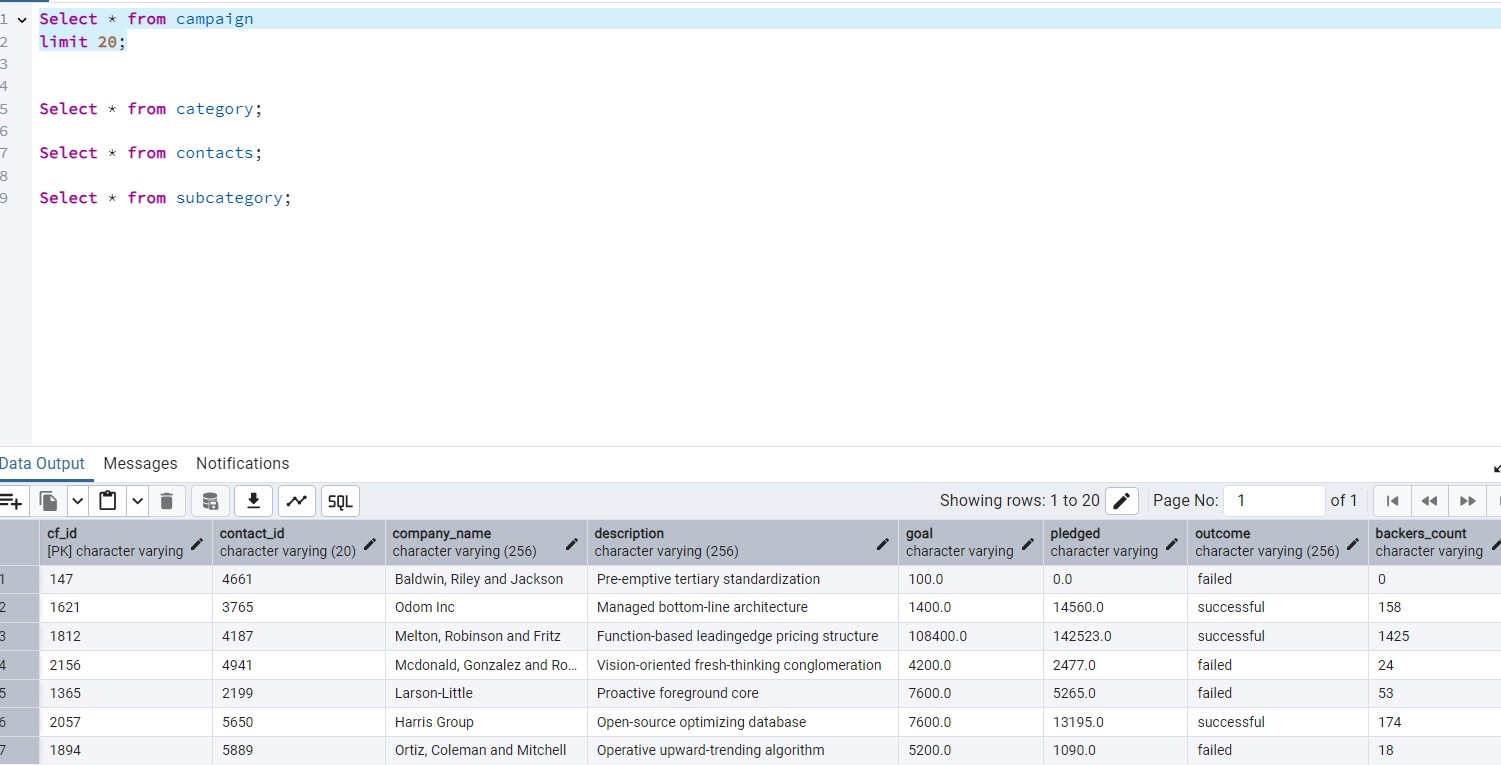 1 Select * from campaign
2 limit 20;
3
4
5 Select * from category;
6
7 Select * from contacts;
8
9 Select * from subcategory;
Data Output Messages Notifications
SQL Showing rows: 1 to 20 Page No: 1 of 1
cf_id contact_id company_name description goal pledged outcome backers_count
[PK] character varying character varying (20) character varying (256) character varying (256) character varying character varying character varying (256) character varying
1 147 4661 Baldwin, Riley and Jackson Pre-emptive tertiary standardization 100.0 0.0 failed 0
2 1621 3765 Odom Inc Managed bottom-line architecture 1400.0 14560.0 successful 158
3 1812 4187 Melton, Robinson and Fritz Function-based leadingedge pricing structure 108400.0 142523.0 successful 1425
4 2156 4941 Mcdonald, Gonzalez and Ro... Vision-oriented fresh-thinking conglomeration 4200.0 2477.0 failed 24
5 1365 2199 Larson-Little Proactive foreground core 7600.0 5265.0 failed 53
6 2057 5650 Harris Group Open-source optimizing database 7600.0 13195.0 successful 174
7 1894 5889 Ortiz, Coleman and Mitchell Operative upward-trending algorithm 5200.0 1090.0 failed 18